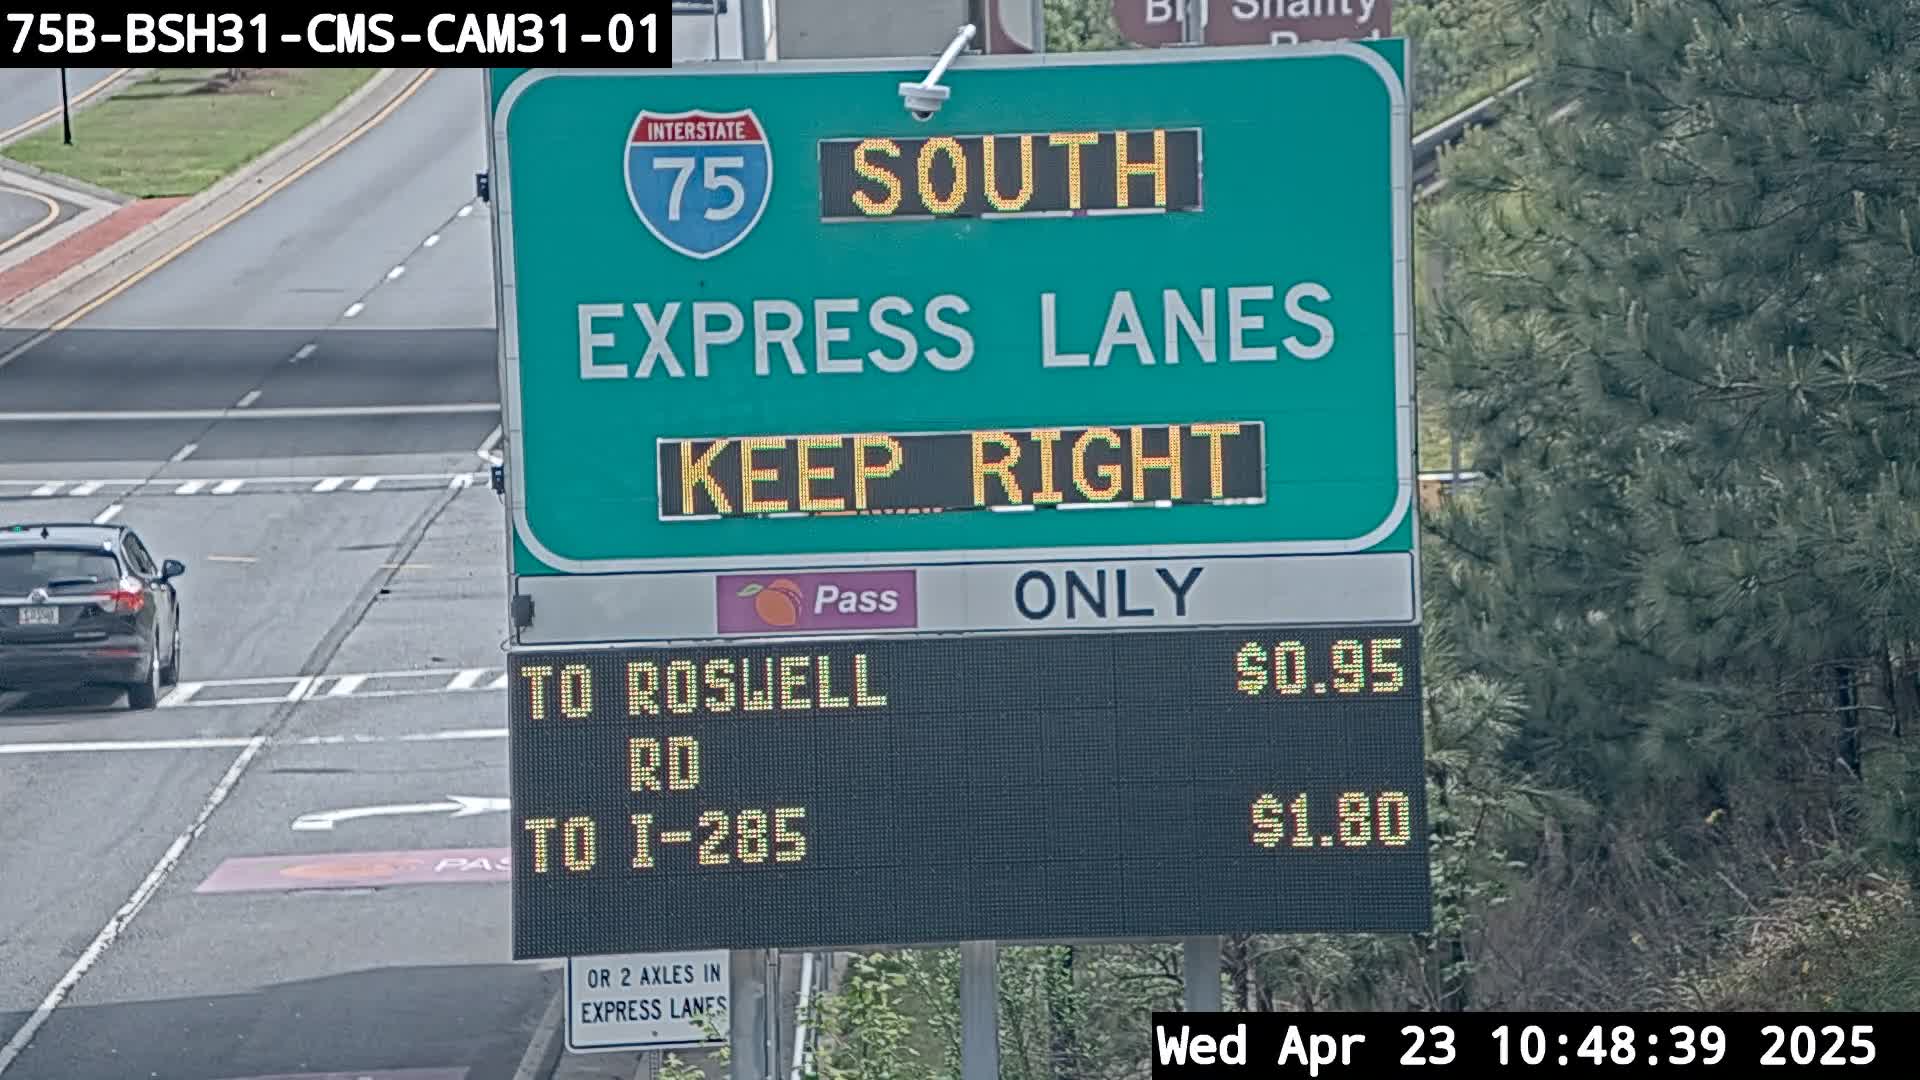 75B-BSH31-CMS-CAM31-01
Shanty
INTERSTATE
75
SOUTH
EXPRESS LANES
KEEP RIGHT
Pass ONLY
TO ROSWELL $0.95
RD
TO I-285 $1.80
OR 2 AXLES IN
EXPRESS LANES
Wed Apr 23 10:48:39 2025